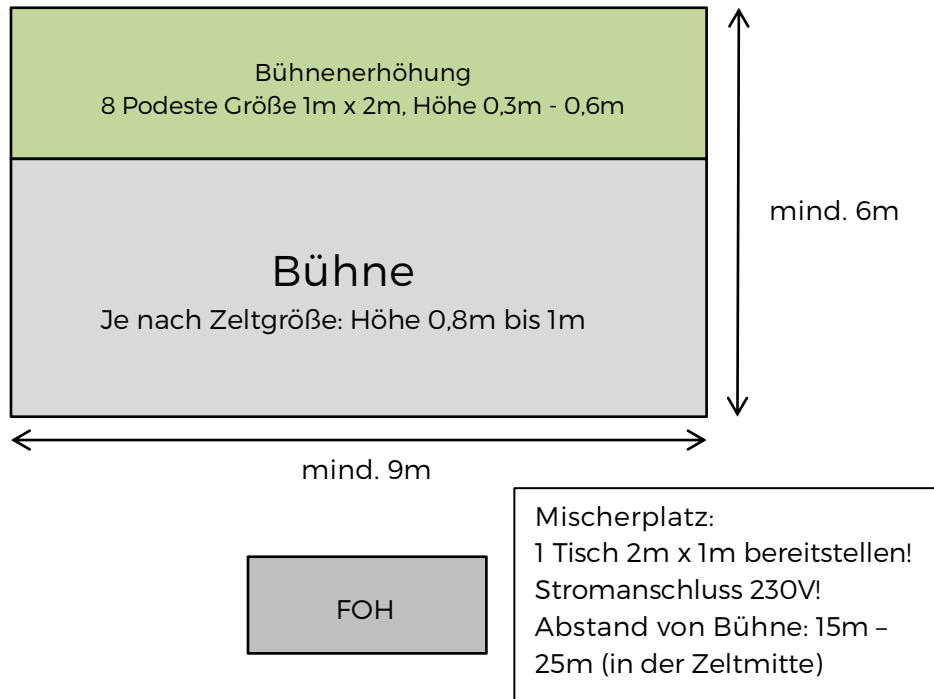 Bühnenerhöhung
8 Podeste Größe 1m x 2m, Höhe 0,3m - 0,6m
mind. 6m
Bühne
Je nach Zeltgröße: Höhe 0,8m bis 1m
mind. 9m
Mischerplatz:
1 Tisch 2m x 1m bereitstellen!
Stromanschluss 230V!
Abstand von Bühne: 15m –
25m (in der Zeltmitte)
FOH